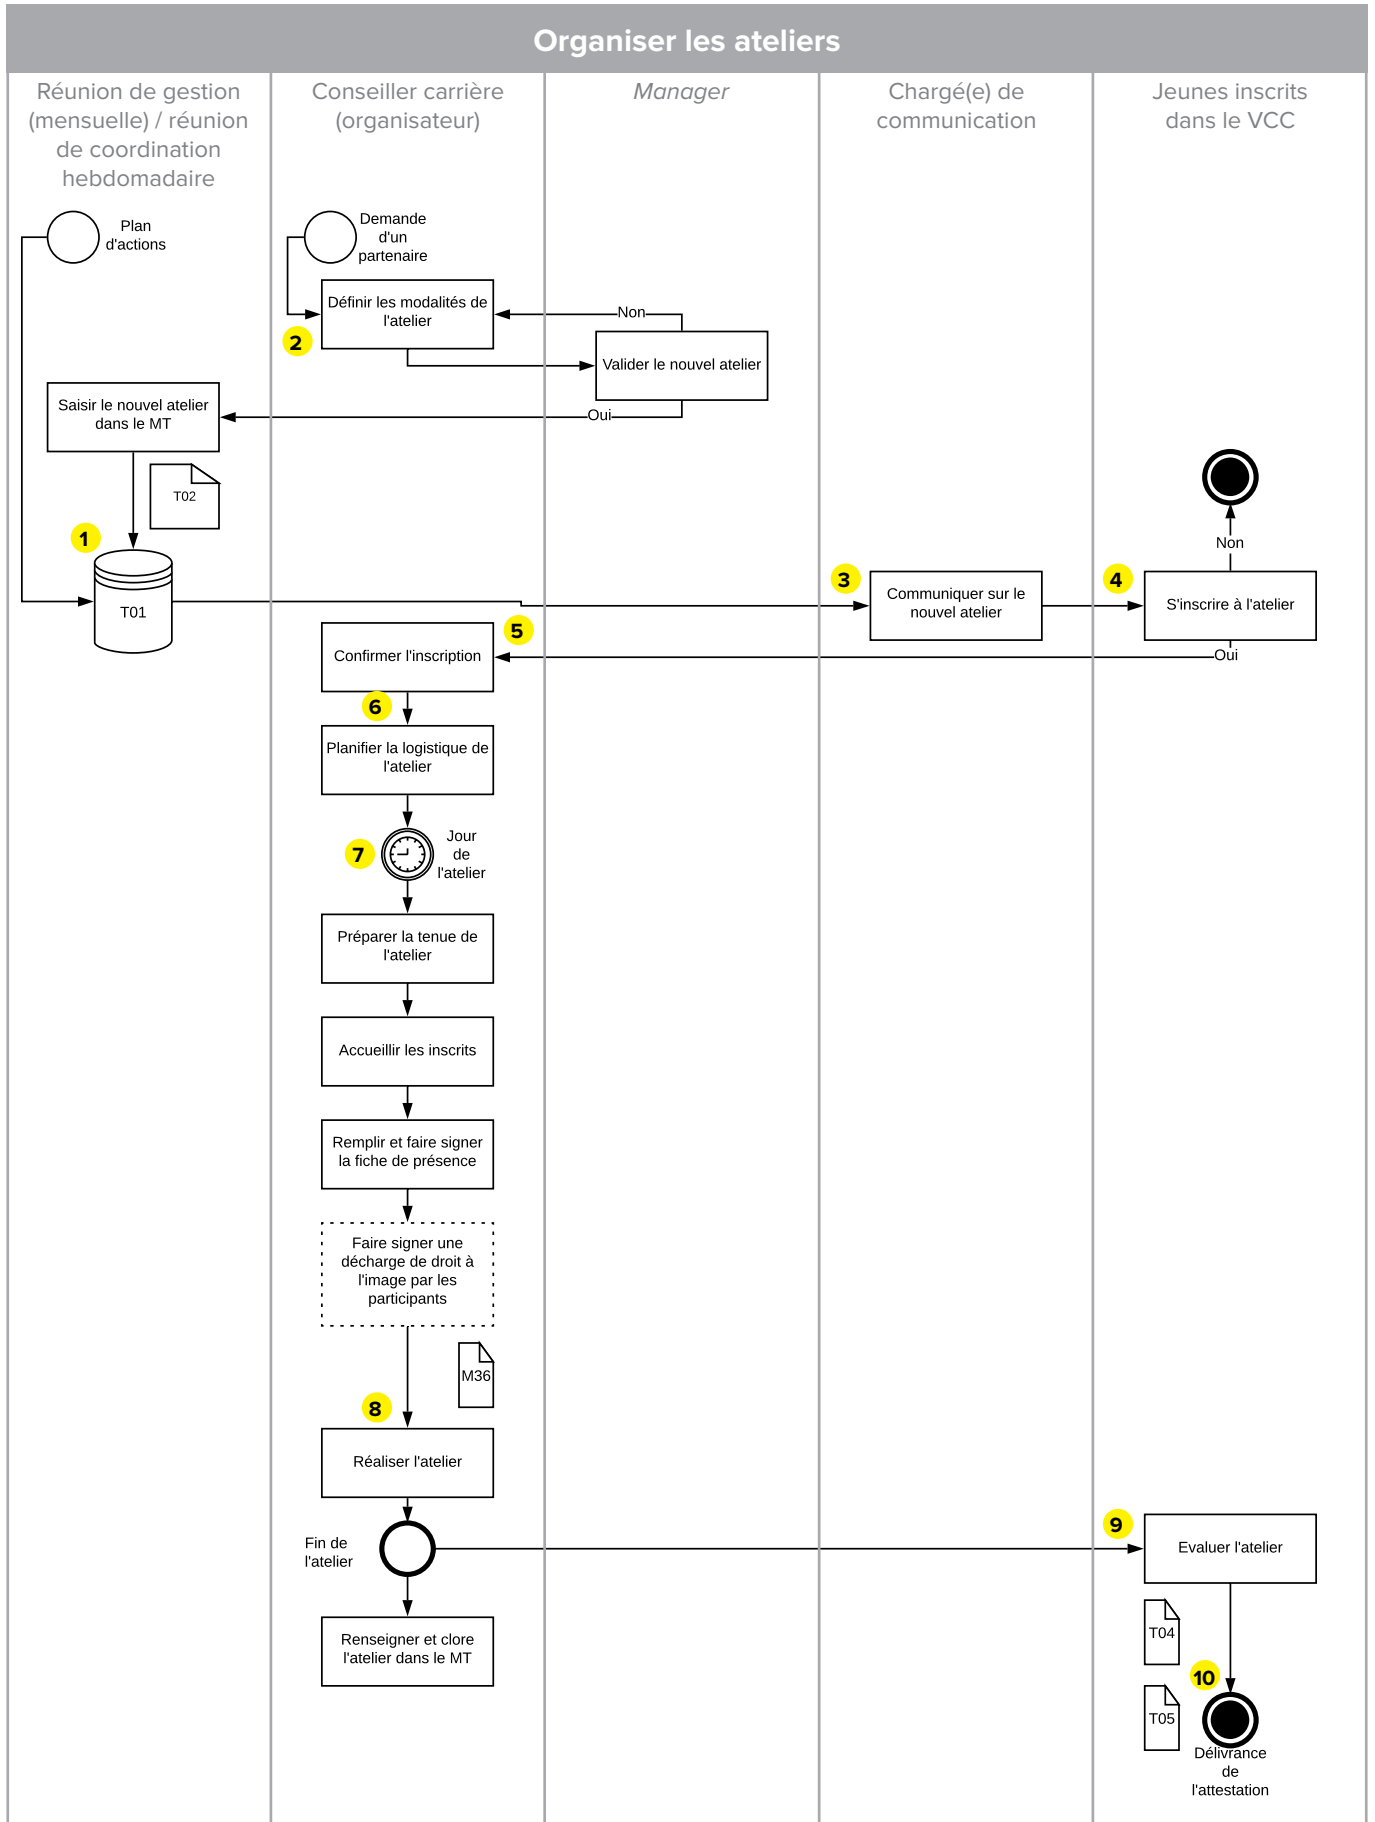 Organiser les ateliers
Réunion de gestion
(mensuelle) / réunion
de coordination
hebdomadaire
Conseiller carrière
(organisateur)
Manager
Chargé(e) de
communication
Jeunes inscrits
dans le VCC
Plan
d'actions
Demande
d'un
partenaire
Définir les modalités de
l'atelier
Non
2
Valider le nouvel atelier
Saisir le nouvel atelier
dans le MT
Oui
T02
1
T01
Non
3
Communiquer sur le
nouvel atelier
4
S'inscrire à l'atelier
Oui
5
Confirmer l'inscription
6
Planifier la logistique de
l'atelier
7
Jour
de
l'atelier
Préparer la tenue de
l'atelier
Accueillir les inscrits
Remplir et faire signer
la fiche de présence
Faire signer une
décharge de droit à
l'image par les
participants
M36
8
Réaliser l'atelier
Fin de
l'atelier
9
Evaluer l'atelier
Renseigner et clore
l'atelier dans le MT
T04
10
T05
Délivrance
de
l'attestation